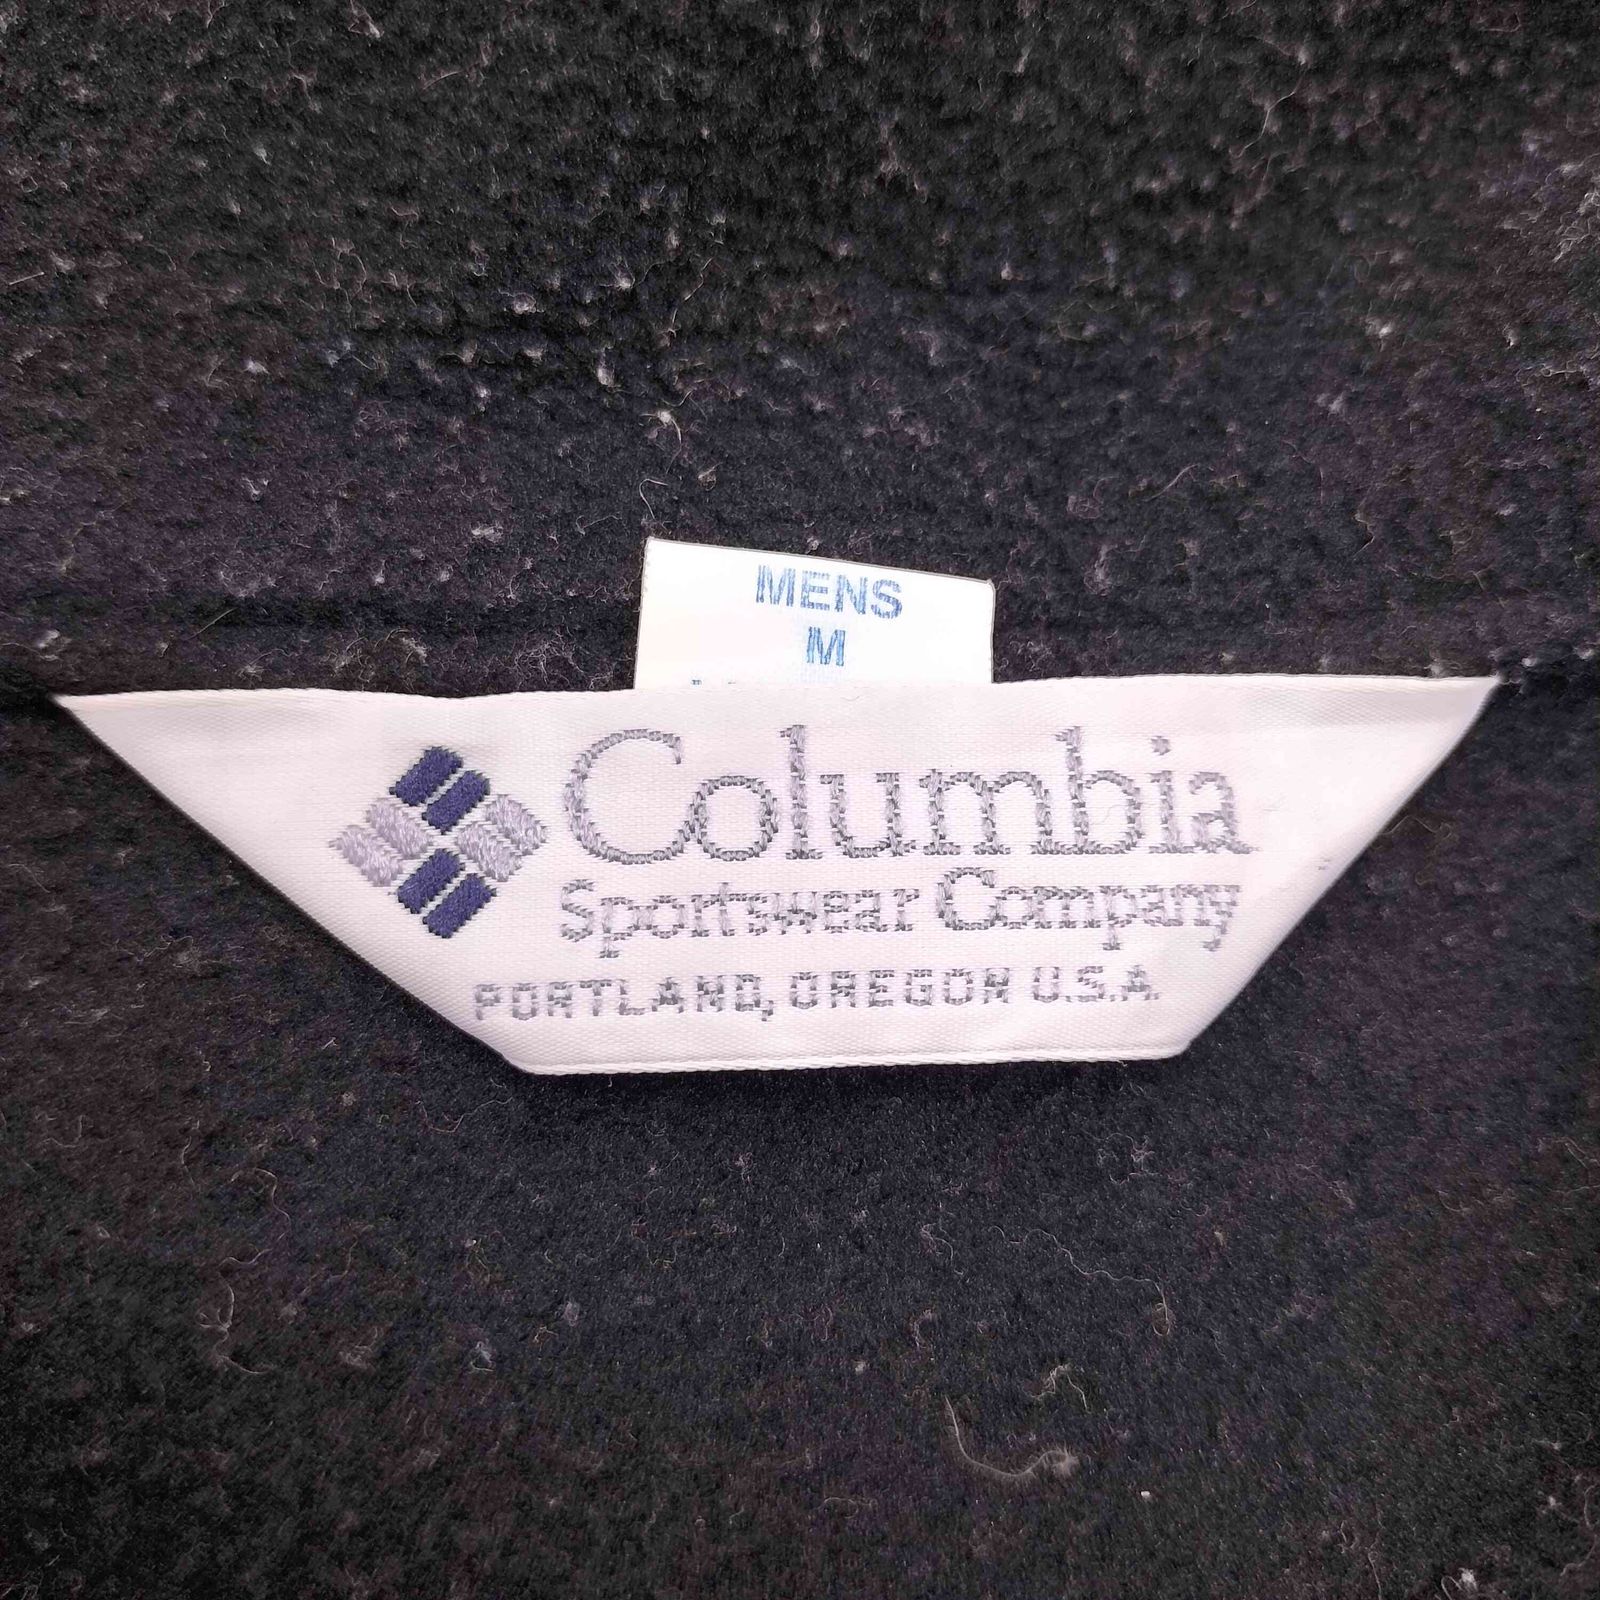 MENS
M
Columbia
Sportswear Company
PORTLAND, OREGON U.S.A.